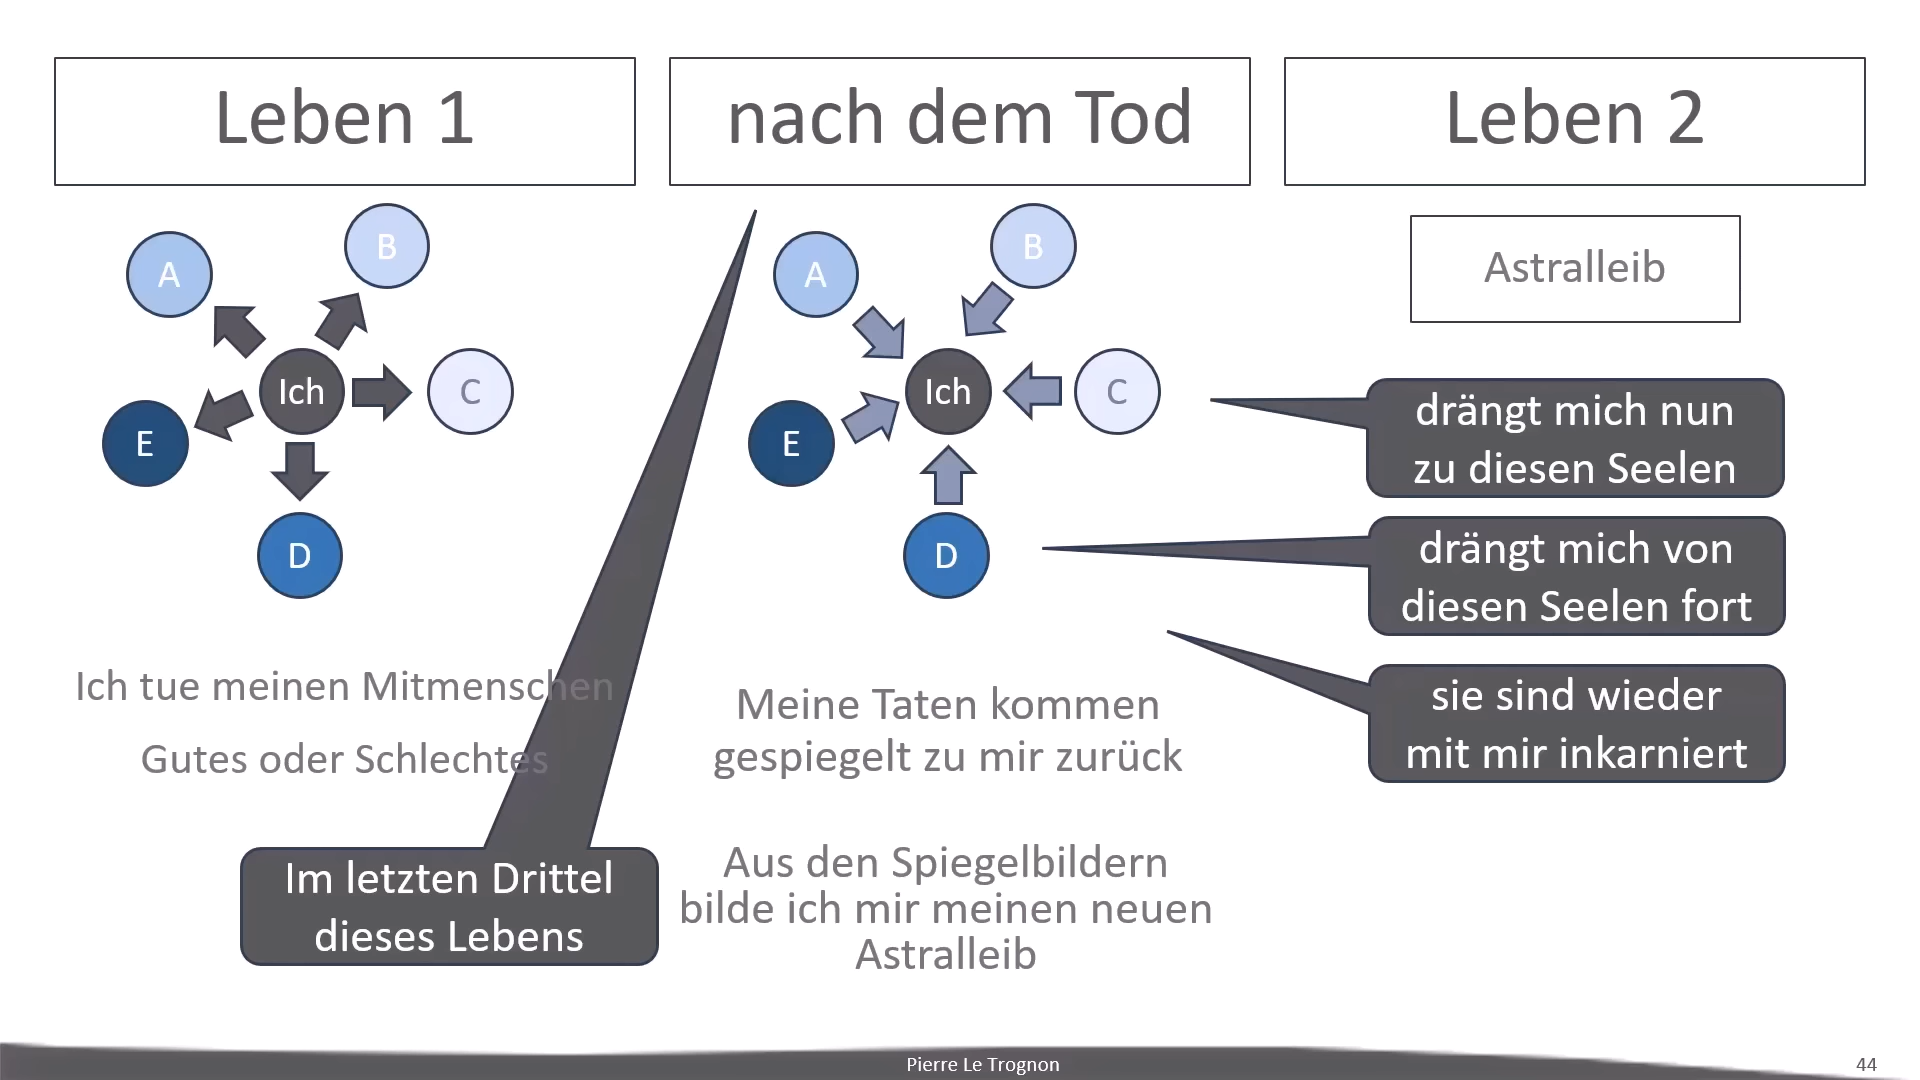 Leben 1
nach dem Tod
Leben 2
A
B
Ich
C
E
D
A
B
Ich
C
E
D
Astralleib
drängt mich nun
zu diesen Seelen
drängt mich von
diesen Seelen fort
sie sind wieder
mit mir inkarniert
Ich tue meinen Mitmenschen
Gutes oder Schlechtes
Im letzten Drittel
dieses Lebens
Meine Taten kommen
gespiegelt zu mir zurück
Aus den Spiegelbildern
bilde ich mir meinen neuen
Astralleib
Pierre Le Trognon
44